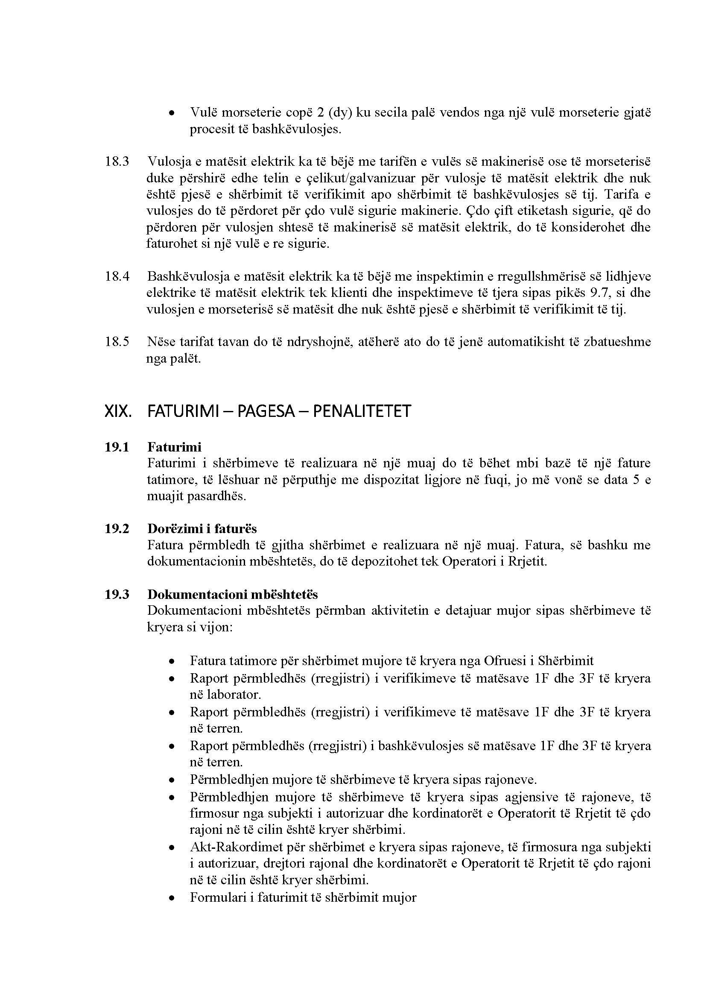 • Vulë morseterie copë 2 (dy) ku secila palë vendos nga një vulë morseterie gjatë
procesit të bashkëvulosjes.
18.3 Vulosja e matësit elektrik ka të bëjë me tarifën e vulës së makinerisë ose të morseterisë
duke përshirë edhe telin e çelikut/galvanizuar për vulosje të matësit elektrik dhe nuk
është pjesë e shërbimit të verifikimit apo shërbimit të bashkëvulosjes së tij. Tarifa e
vulosjes do të përdoret për çdo vulë sigurie makinerie. Çdo çift etiketash sigurie, që do
përdoren për vulosjen shtesë të makinerisë së matësit elektrik, do të konsiderohet dhe
faturohet si një vulë e re sigurie.
18.4 Bashkëvulosja e matësit elektrik ka të bëjë me inspektimin e rregullshmërisë së lidhjeve
elektrike të matësit elektrik tek klienti dhe inspektimeve të tjera sipas pikës 9.7, si dhe
vulosjen e morseterisë së matësit dhe nuk është pjesë e shërbimit të verifikimit të tij.
18.5 Nëse tarifat tavan do të ndryshojnë, atëherë ato do të jenë automatikisht të zbatueshme
nga palët.
XIX. FATURIMI – PAGESA – PENALITETET
19.1 Faturimi
Faturimi i shërbimeve të realizuara në një muaj do të bëhet mbi bazë të një fature
tatimore, të lëshuar në përputhje me dispozitat ligjore në fuqi, jo më vonë se data 5 e
muajit pasardhës.
19.2 Dorëzimi i faturës
Fatura përmbledh të gjitha shërbimet e realizuara në një muaj. Fatura, së bashku me
dokumentacionin mbështetës, do të depozitohet tek Operatori i Rrjetit.
19.3 Dokumentacioni mbështetës
Dokumentacioni mbështetës përmban aktivitetin e detajuar mujor sipas shërbimeve të
kryera si vijon:
• Fatura tatimore për shërbimet mujore të kryera nga Ofruesi i Shërbimit
• Raport përmbledhës (rregjistri) i verifikimeve të matësave 1F dhe 3F të kryera
në laborator.
• Raport përmbledhës (rregjistri) i verifikimeve të matësave 1F dhe 3F të kryera
në terren.
• Raport përmbledhës (rregjistri) i bashkëvulosjes së matësave 1F dhe 3F të kryera
në terren.
• Përmbledhjen mujore të shërbimeve të kryera sipas rajoneve.
• Përmbledhjen mujore të shërbimeve të kryera sipas agjensive të rajoneve, të
firmosur nga subjekti i autorizuar dhe kordinatorët e Operatorit të Rrjetit të çdo
rajoni në të cilin është kryer shërbimi.
• Akt-Rakordimet për shërbimet e kryera sipas rajoneve, të firmosura nga subjekti
i autorizuar, drejtori rajonal dhe kordinatorët e Operatorit të Rrjetit të çdo rajoni
në të cilin është kryer shërbimi.
• Formulari i faturimit të shërbimit mujor